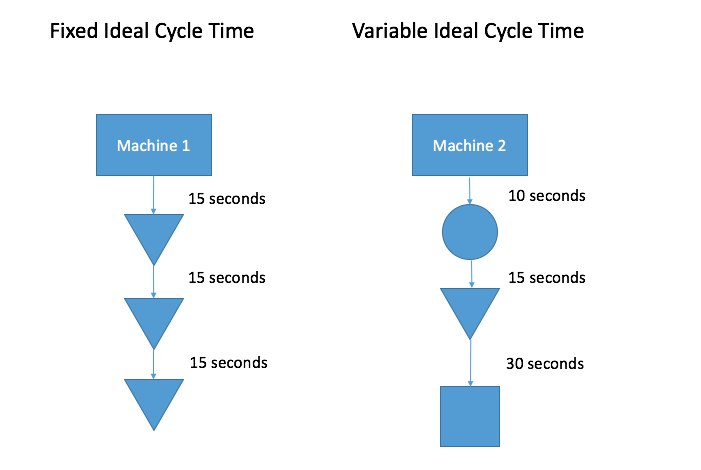 Fixed Ideal Cycle Time
Variable Ideal Cycle Time
Machine 1
Machine 2
15 seconds
10 seconds
15 seconds
15 seconds
15 seconds
30 seconds